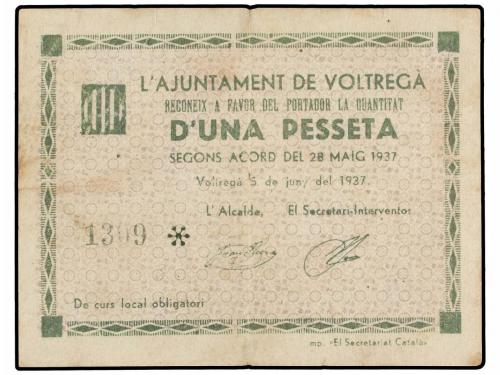 L'AJUNTAMENT DE VOLTREGÀ
RECONEIX A FAVOR DEL PORTADOR LA QUANTITAT
D'UNA PESSETA
SEGONS ACORD DEL 28 MAIG 1937
Voltregà 5 de juny del 1937.
L'Alcalde, El Secretari-Interventor
1309 *
De curs local obligatori
mp. «El Secretariat Català»